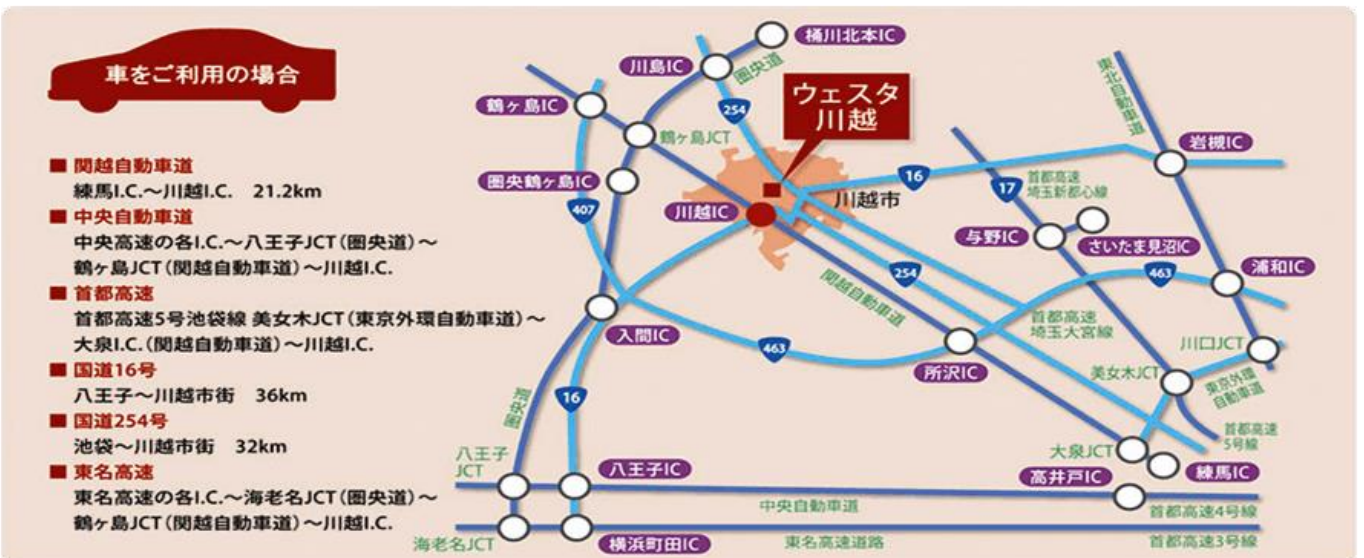 車をご利用の場合
■ 関越自動車道
練馬I.C.～川越I.C. 21.2km
■ 中央自動車道
中央高速の各I.C.～八王子JCT(圏央道)～
鶴ヶ島JCT(関越自動車道)～川越I.C.
■ 首都高速
首都高速5号池袋線 美女木JCT(東京外環自動車道)～
大泉I.C.(関越自動車道)～川越I.C.
■ 国道16号
八王子～川越市街 36km
■ 国道254号
池袋～川越市街 32km
■ 東名高速
東名高速の各I.C.～海老名JCT(圏央道)～
鶴ヶ島JCT(関越自動車道)～川越I.C.
桶川北本IC
川島IC
圏央道
鶴ヶ島IC
254
ウェスタ
川越
東北自動車道
鶴ヶ島JCT
岩槻IC
圏央鶴ヶ島IC
16
17
首都高速
埼玉新都心線
407
川越IC
川越市
与野IC
さいたま見沼IC
254
463
浦和IC
関越自動車道
入間IC
463
首都高速
埼玉大宮線
川口JCT
所沢IC
美女木JCT
東京外環
自動車道
圏央道
16
首都高速
5号線
八王子
JCT
八王子IC
大泉JCT
高井戸IC
練馬IC
中央自動車道
首都高速4号線
海老名JCT
横浜町田IC
東名高速道路
首都高速3号線